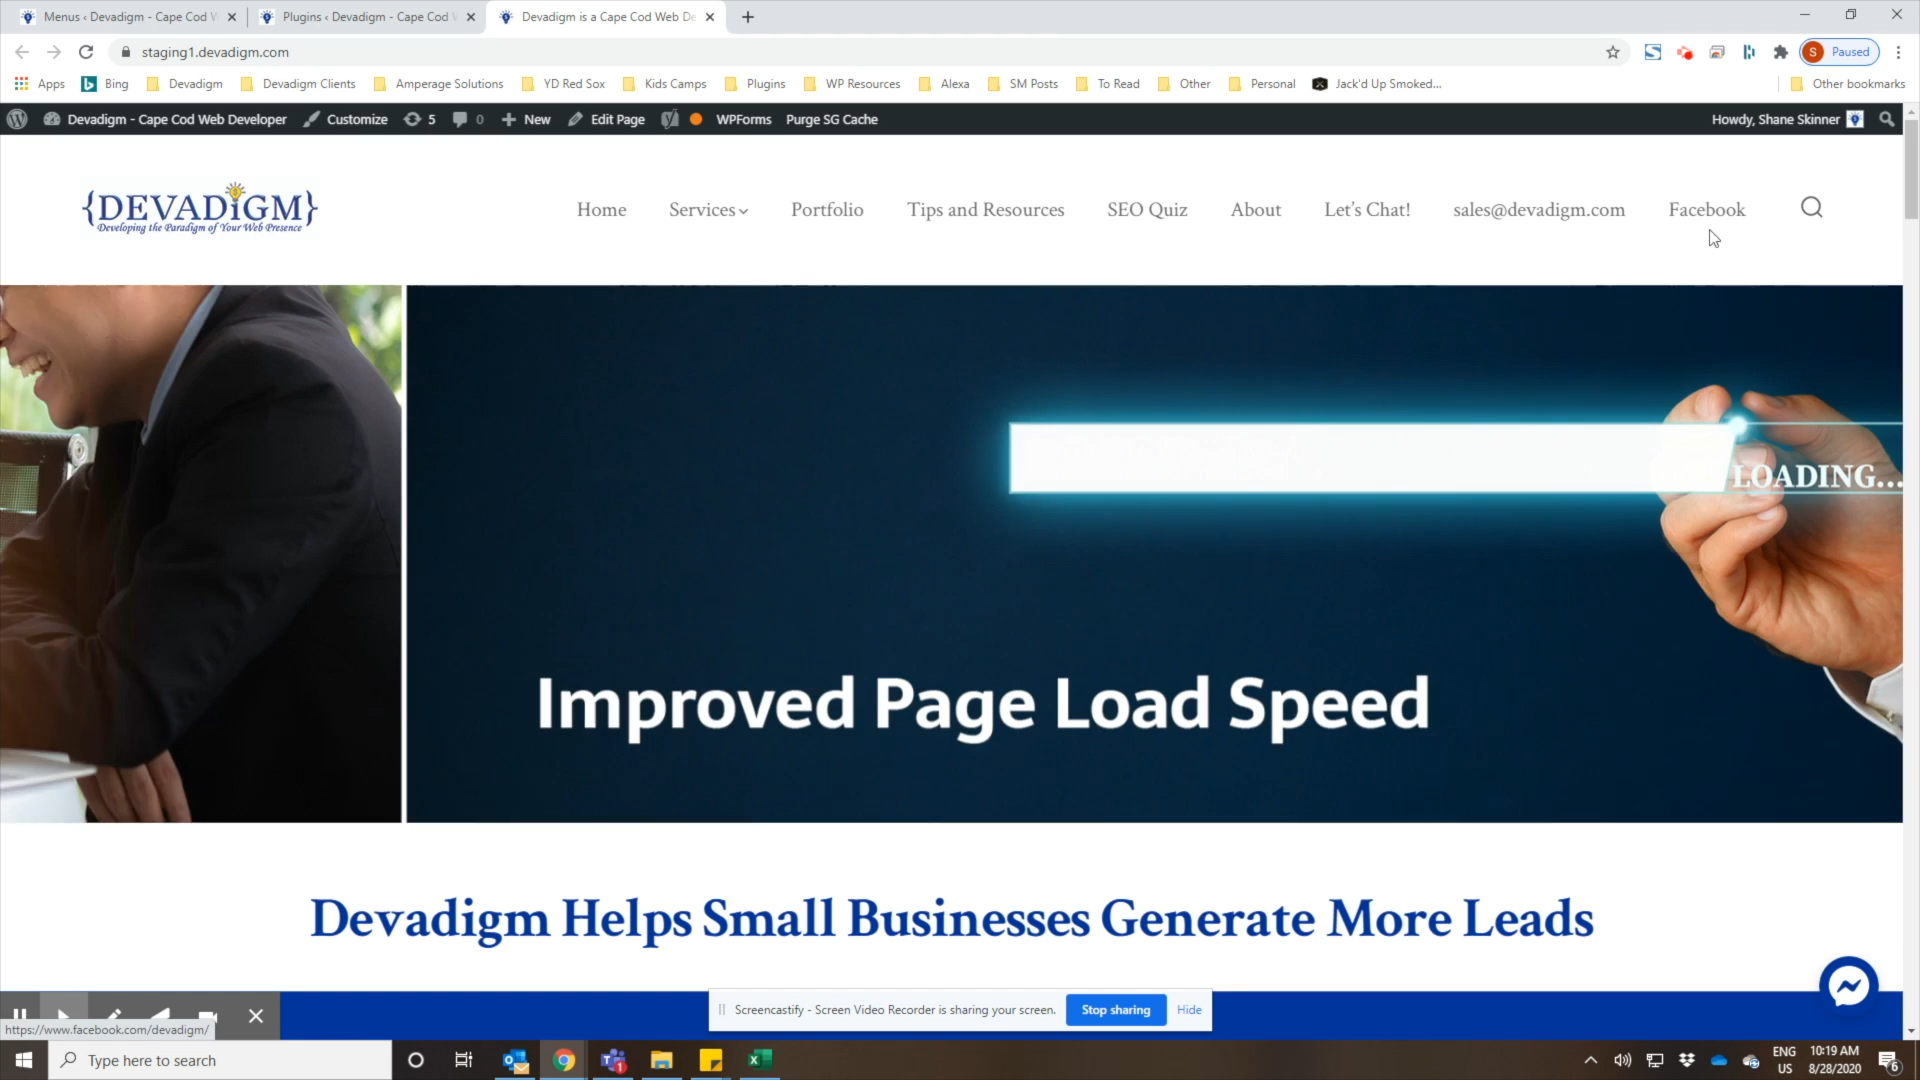 Menus ‹ Devadigm - Cape Cod W
Plugins ‹ Devadigm - Cape Cod
Devadigm is a Cape Cod Web De
staging1.devadigm.com
S Paused
Apps Bing Devadigm Devadigm Clients Amperage Solutions YD Red Sox Kids Camps Plugins WP Resources Alexa SM Posts To Read Other Personal Jack'd Up Smoked... Other bookmarks
Devadigm - Cape Cod Web Developer Customize 5 0 New Edit Page WPForms Purge SG Cache Howdy, Shane Skinner
{DEVADiGM}
Developing the Paradigm of Your Web Presence
Home Services Portfolio Tips and Resources SEO Quiz About Let's Chat! sales@devadigm.com Facebook
LOADING...
Improved Page Load Speed
Devadigm Helps Small Businesses Generate More Leads
Screencastify - Screen Video Recorder is sharing your screen. Stop sharing Hide
https://www.facebook.com/devadigm/
Type here to search
1
ENG
US
10:19 AM
8/28/2020
6